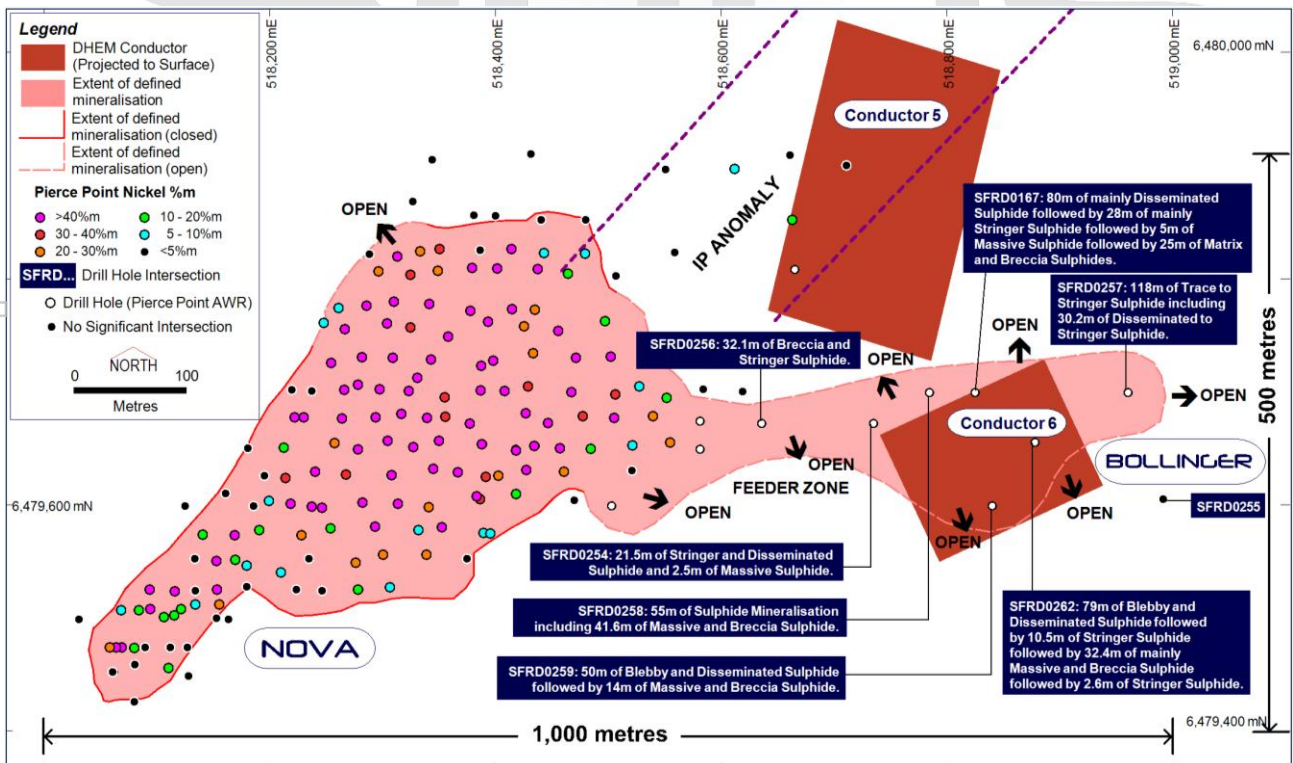 Legend
DHEM Conductor
(Projected to Surface)
Extent of defined
mineralisation
Extent of defined
mineralisation (closed)
Extent of defined
mineralisation (open)
Pierce Point Nickel %m
>40%m
10 - 20%m
30 - 40%m
5 - 10%m
20 - 30%m
<5%m
SFRD... Drill Hole Intersection
Drill Hole (Pierce Point AWR)
No Significant Intersection
NORTH
0 100
Metres
518,200 mE
518,400 mE
518,600 mE
518,800 mE
519,000 mE
6,480,000 mN
Conductor 5
IP ANOMALY
OPEN
SFRD0167: 80m of mainly Disseminated
Sulphide followed by 28m of mainly
Stringer Sulphide followed by 5m of
Massive Sulphide followed by 25m of Matrix
and Breccia Sulphides.
SFRD0257: 118m of Trace to
Stringer Sulphide including
30.2m of Disseminated to
Stringer Sulphide.
SFRD0256: 32.1m of Breccia and
Stringer Sulphide.
OPEN
OPEN
OPEN
500 metres
Conductor 6
BOLLINGER
OPEN
FEEDER ZONE
OPEN
OPEN
OPEN
SFRD0255
6,479,600 mN
SFRD0254: 21.5m of Stringer and Disseminated
Sulphide and 2.5m of Massive Sulphide.
SFRD0258: 55m of Sulphide Mineralisation
including 41.6m of Massive and Breccia Sulphide.
SFRD0259: 50m of Blebby and Disseminated Sulphide
followed by 14m of Massive and Breccia Sulphide.
SFRD0262: 79m of Blebby and
Disseminated Sulphide followed
by 10.5m of Stringer Sulphide
followed by 32.4m of mainly
Massive and Breccia Sulphide
followed by 2.6m of Stringer Sulphide.
NOVA
6,479,400 mN
1,000 metres